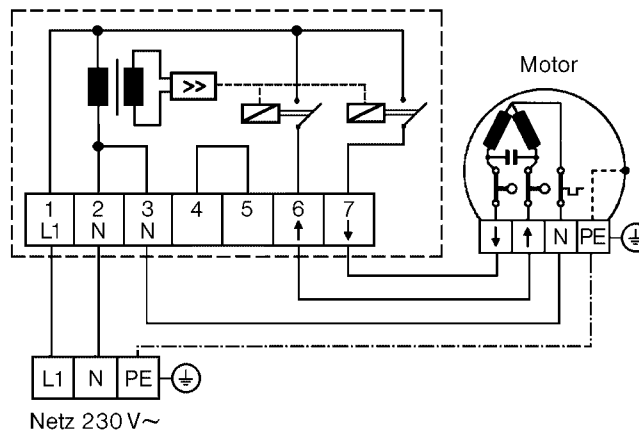 Motor
>>
1 2 3 4 5 6 7
L1 N N ↑ ↓
↓ ↑ N PE
L1 N PE
Netz 230 V~